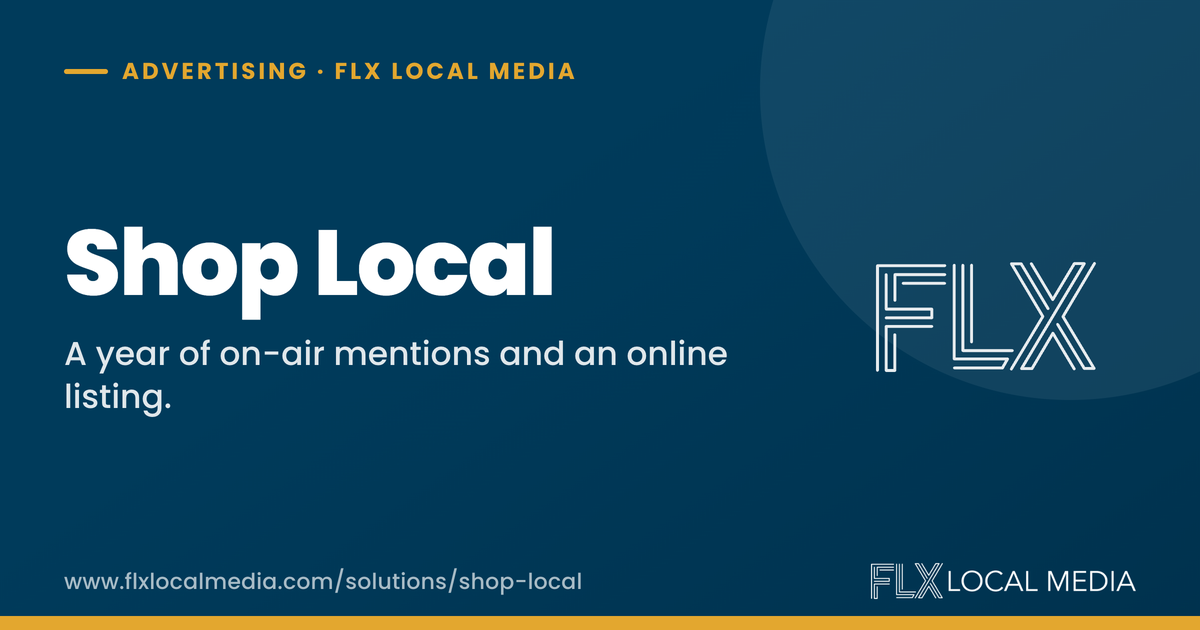 ADVERTISING · FLX LOCAL MEDIA
Shop Local
A year of on-air mentions and an online
listing.
FLX
www.flxlocalmedia.com/solutions/shop-local
FLX LOCAL MEDIA